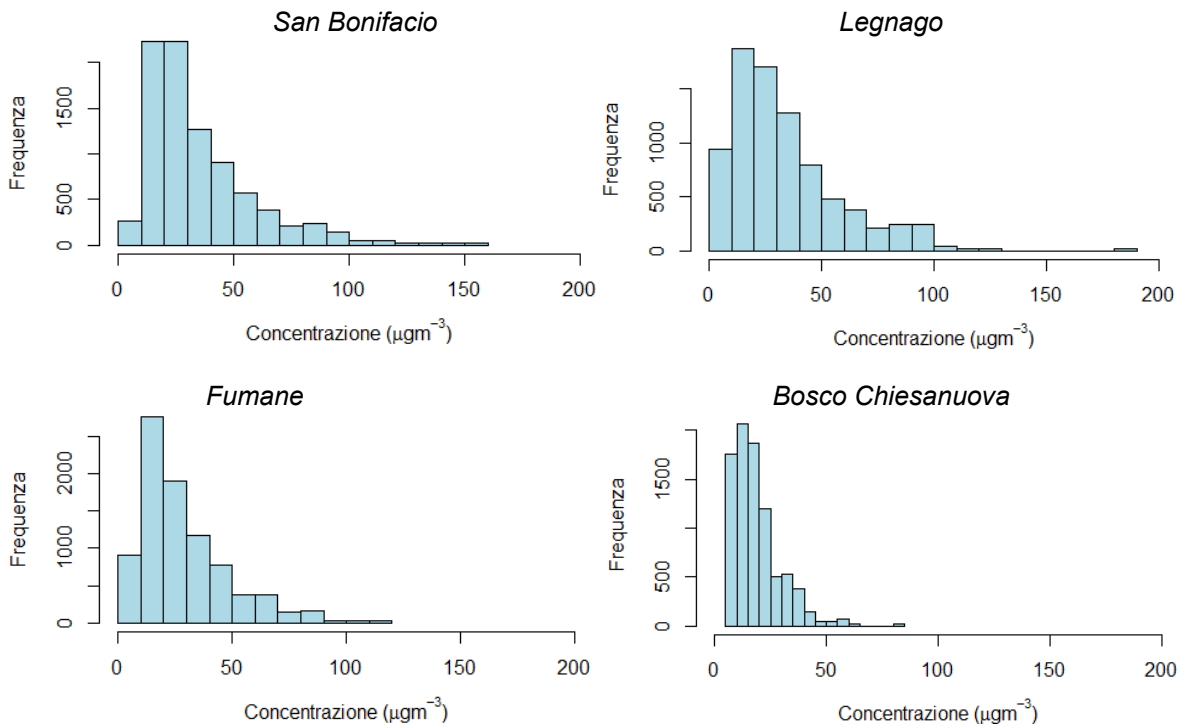 San Bonifacio
Frequenza
0 500 1500
0 50 100 150 200
Concentrazione (μgm⁻³)
Legnago
Frequenza
0 500 1000
0 50 100 150 200
Concentrazione (μgm⁻³)
Fumane
Frequenza
0 1000 2000
0 50 100 150 200
Concentrazione (μgm⁻³)
Bosco Chiesanuova
Frequenza
0 500 1500
0 50 100 150 200
Concentrazione (μgm⁻³)